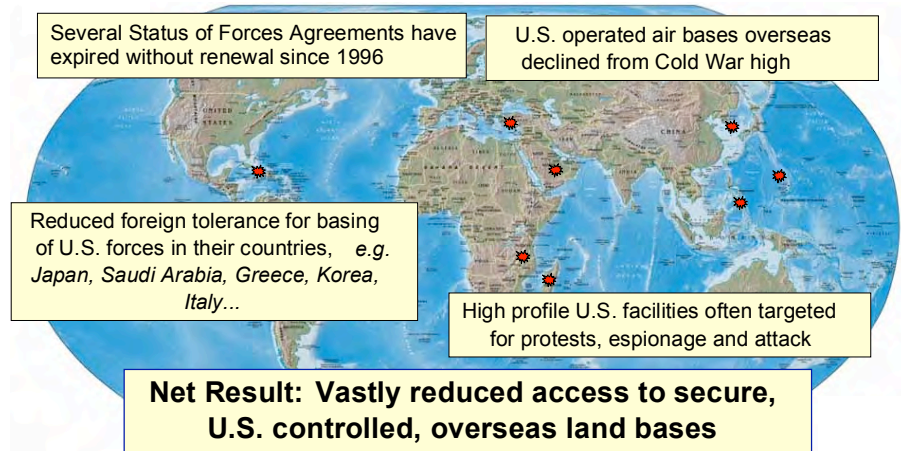 Several Status of Forces Agreements have
expired without renewal since 1996
U.S. operated air bases overseas
declined from Cold War high
UNITED
STATES
CHINA
Reduced foreign tolerance for basing
of U.S. forces in their countries, e.g.
Japan, Saudi Arabia, Greece, Korea,
Italy...
High profile U.S. facilities often targeted
for protests, espionage and attack
Net Result: Vastly reduced access to secure,
U.S. controlled, overseas land bases